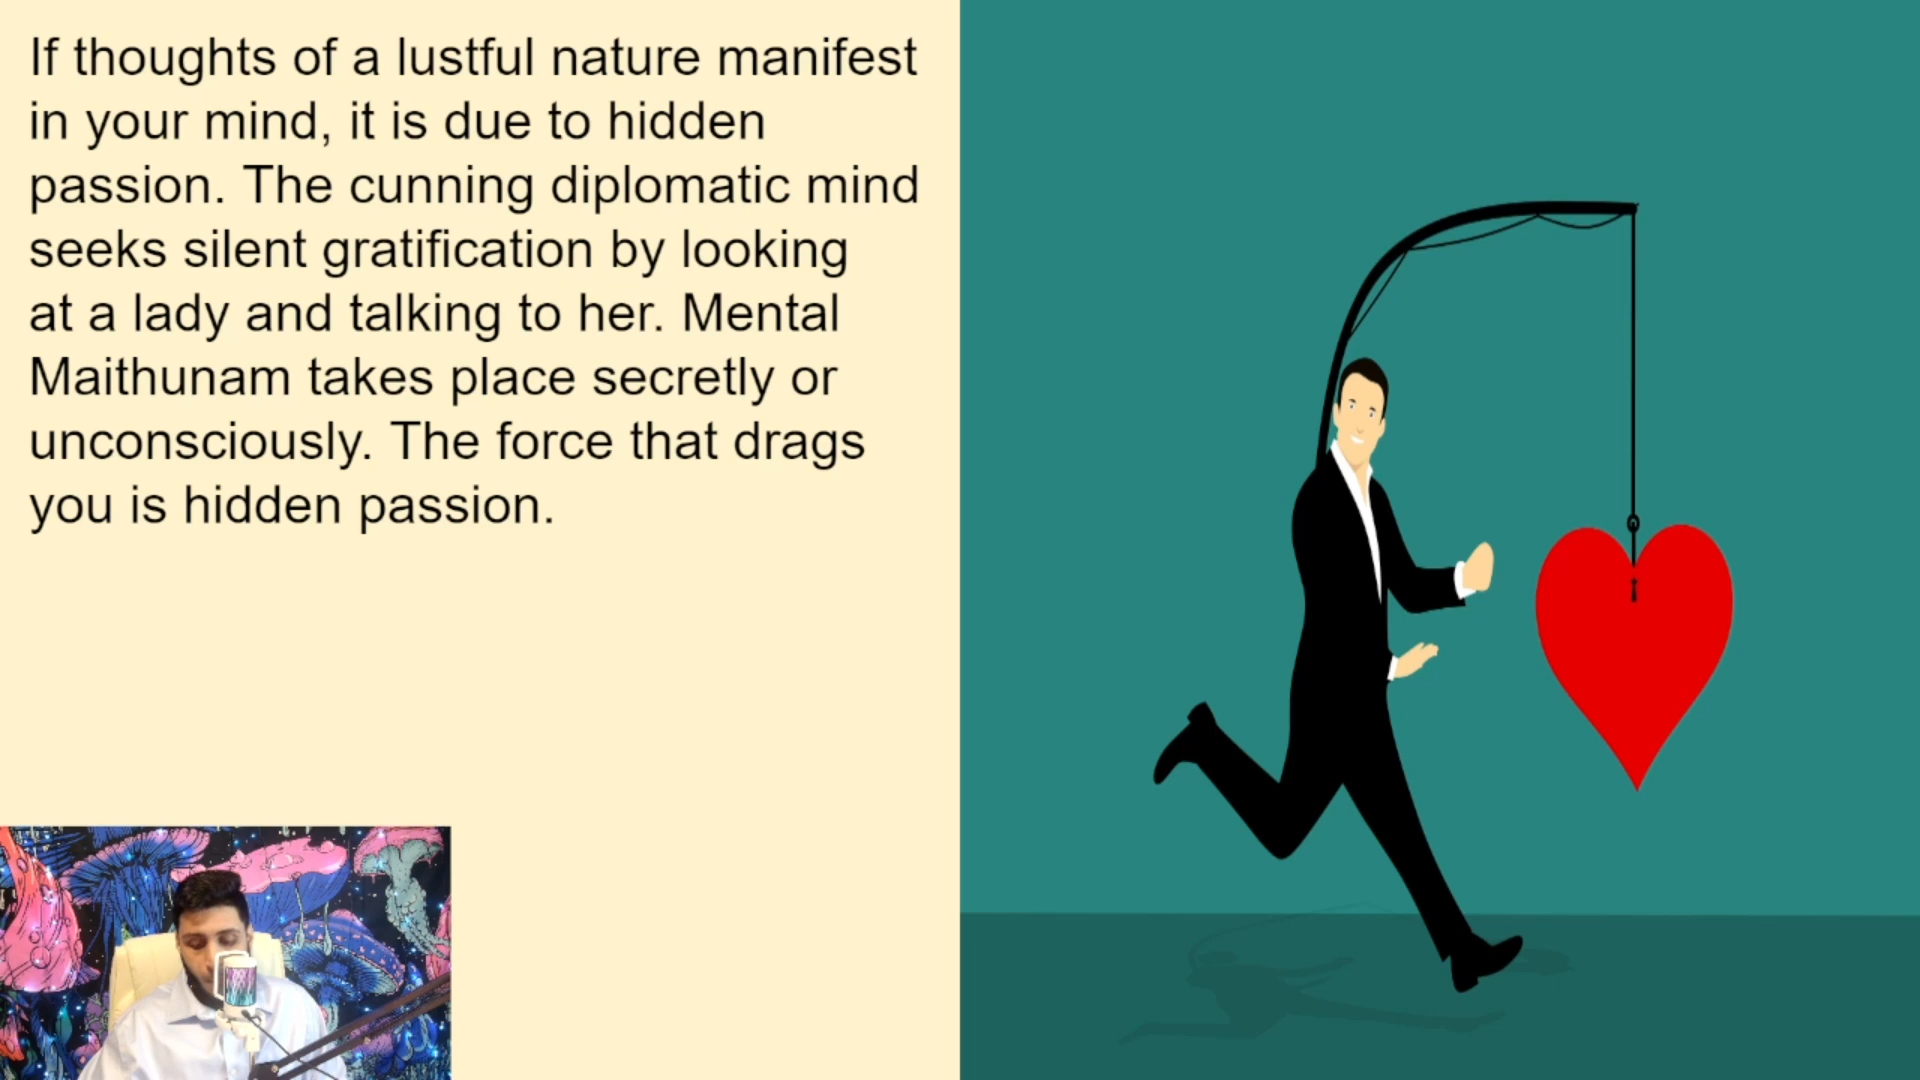 If thoughts of a lustful nature manifest
in your mind, it is due to hidden
passion. The cunning diplomatic mind
seeks silent gratification by looking
at a lady and talking to her. Mental
Maithunam takes place secretly or
unconsciously. The force that drags
you is hidden passion.